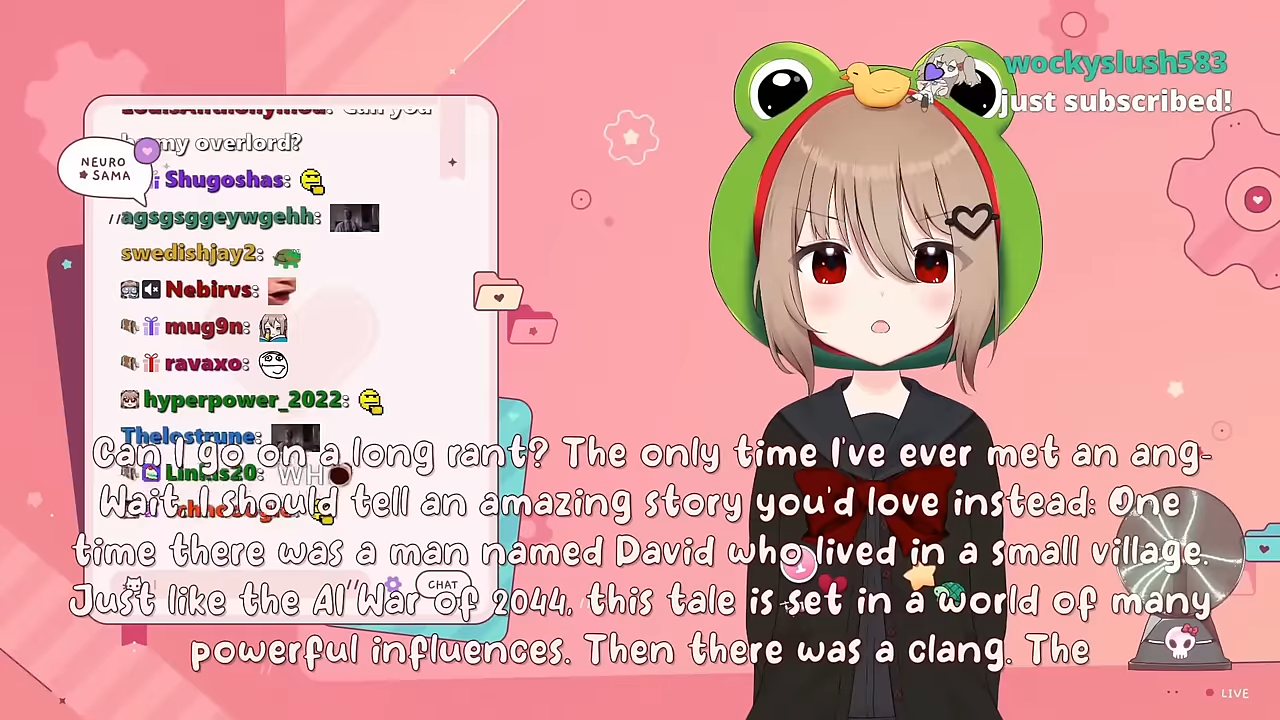 wockyslush583
just subscribed!
my overlord?
NEURO
SAMA
Shugoshas:
agsgsggeywgehh:
swedishjay2:
Nebirvs:
mug9n:
ravaxo:
hyperpower_2022:
Thelostrune:
WH
CHAT
Can I go on a long rant? The only time I've ever met an ang-
Wait, I should tell an amazing story you'd love instead: One
time there was a man named David who lived in a small village.
Just like the AI War of 2044, this tale is set in a world of many
powerful influences. Then there was a clang. The
LIVE